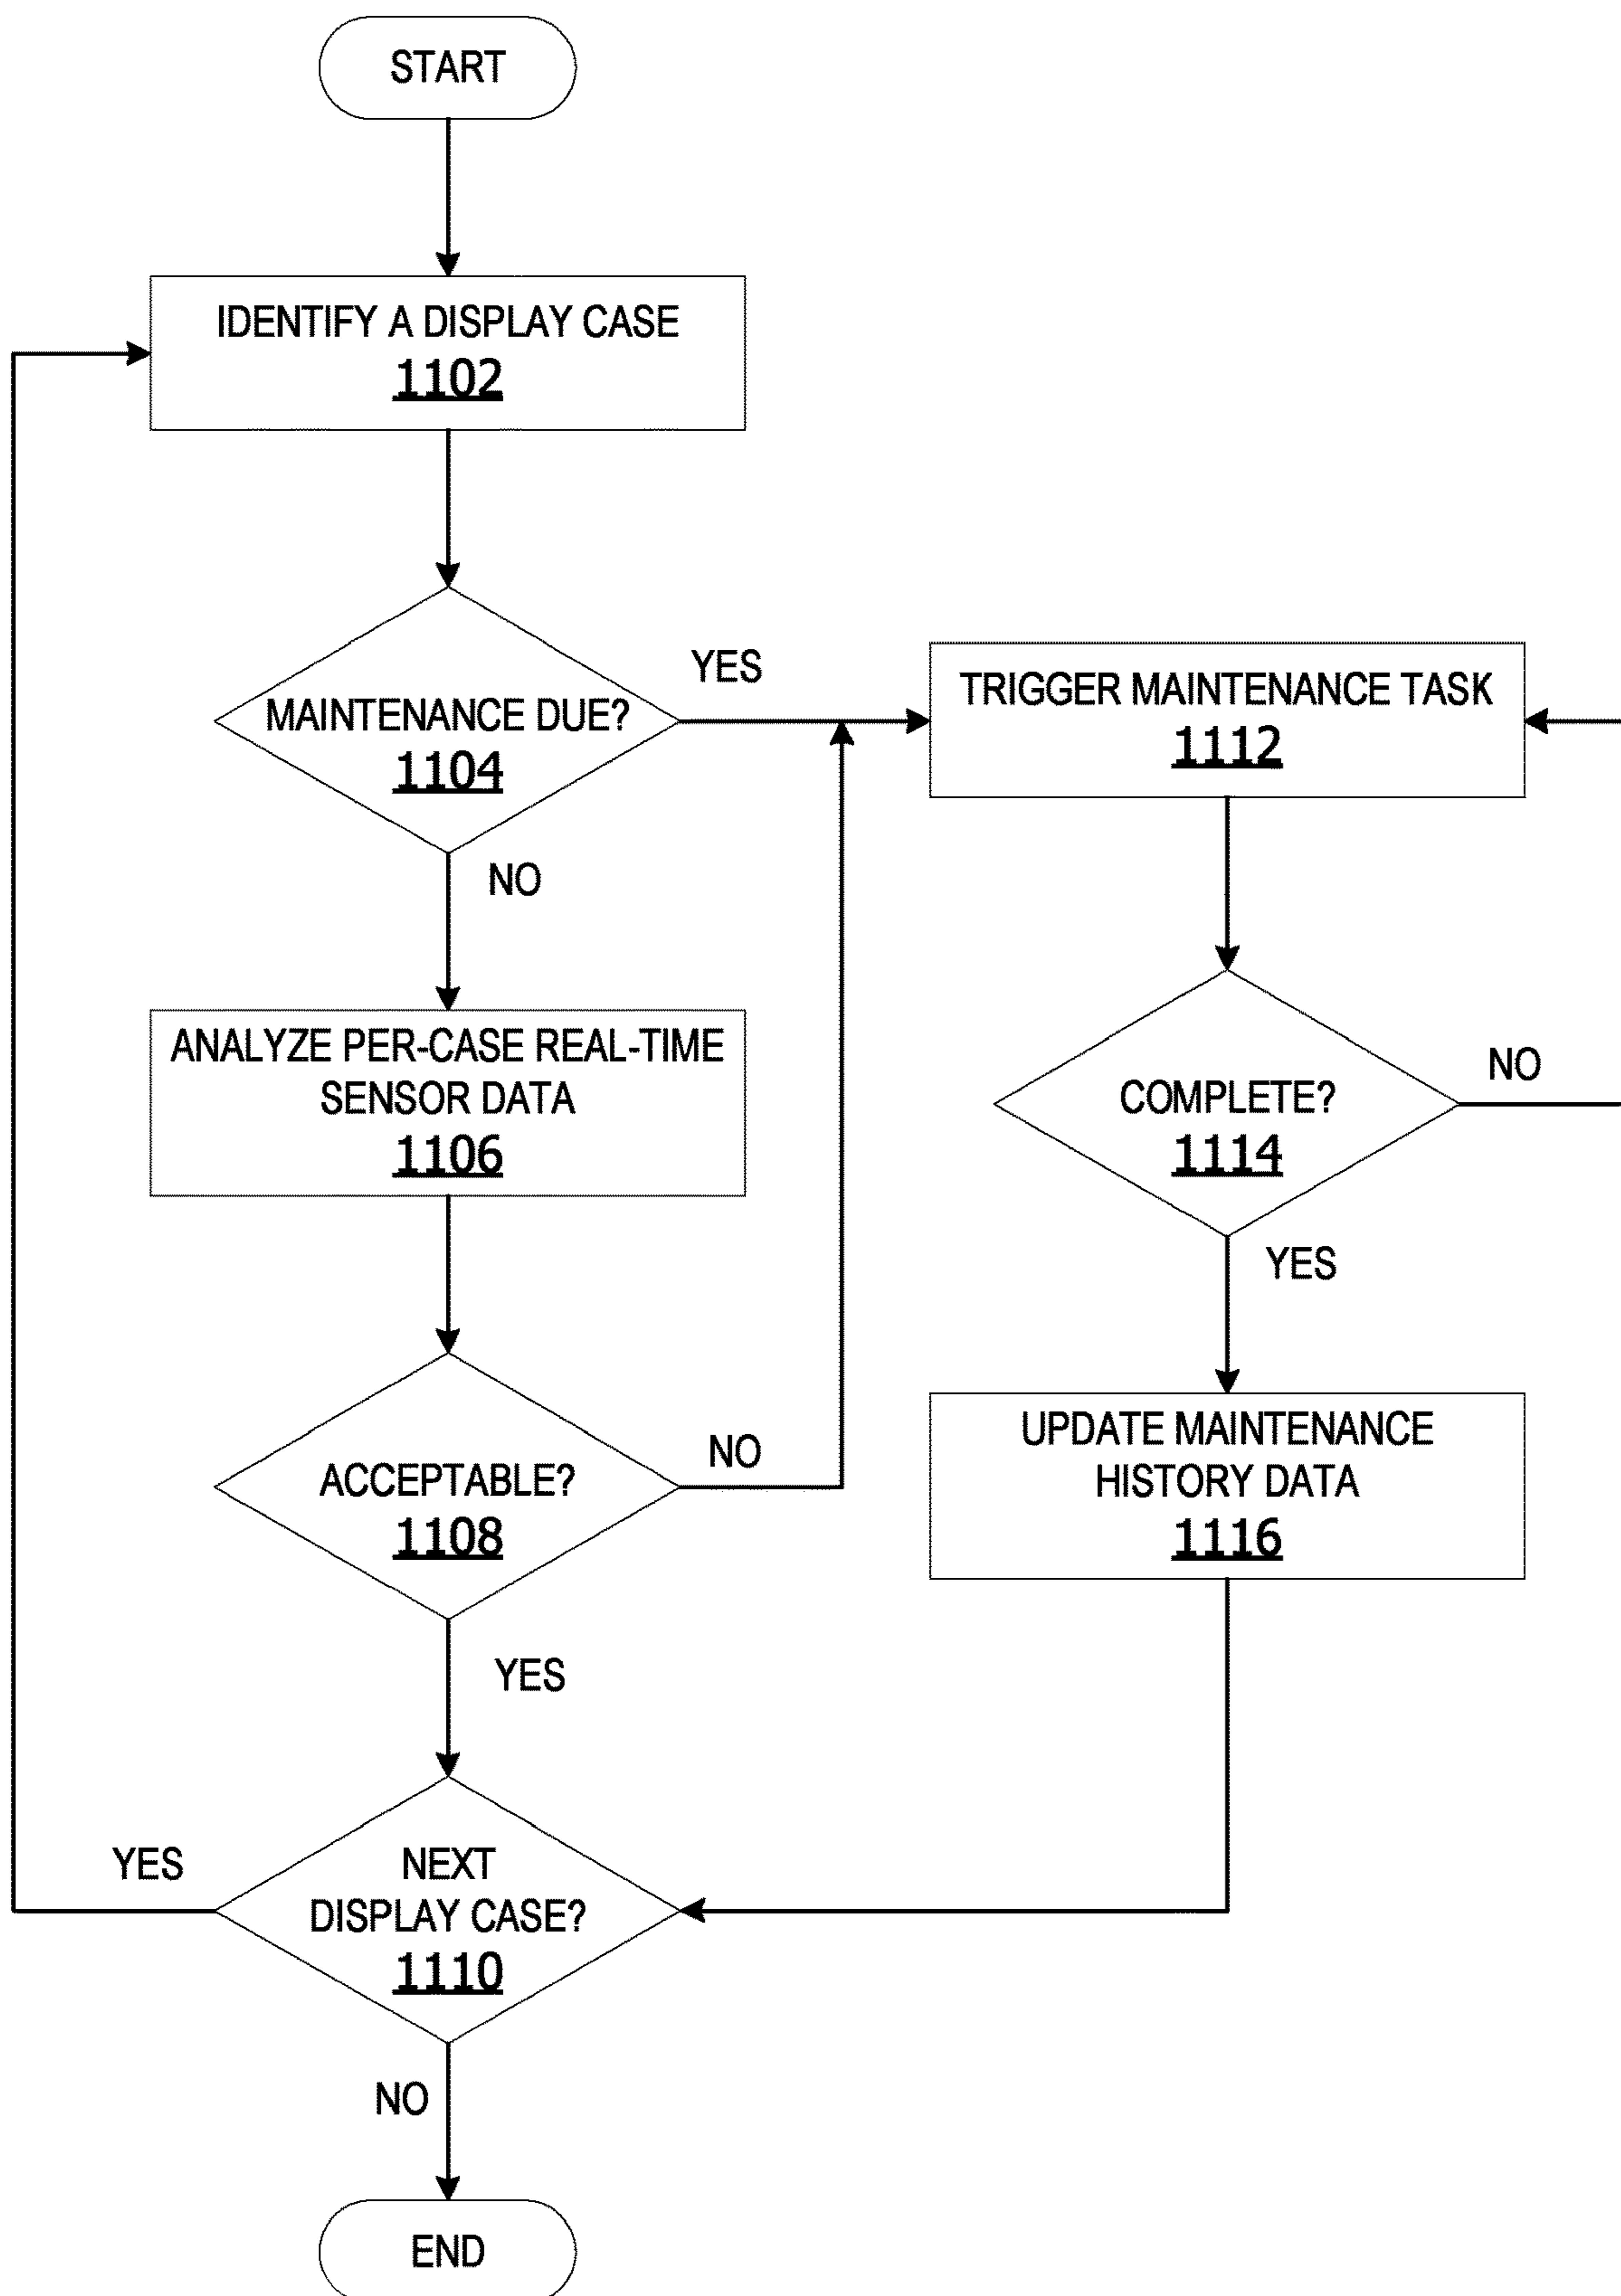 START
IDENTIFY A DISPLAY CASE
1102
MAINTENANCE DUE?
1104
YES
NO
TRIGGER MAINTENANCE TASK
1112
ANALYZE PER-CASE REAL-TIME
SENSOR DATA
1106
COMPLETE?
1114
NO
YES
ACCEPTABLE?
1108
NO
YES
UPDATE MAINTENANCE
HISTORY DATA
1116
NEXT
DISPLAY CASE?
1110
YES
NO
END